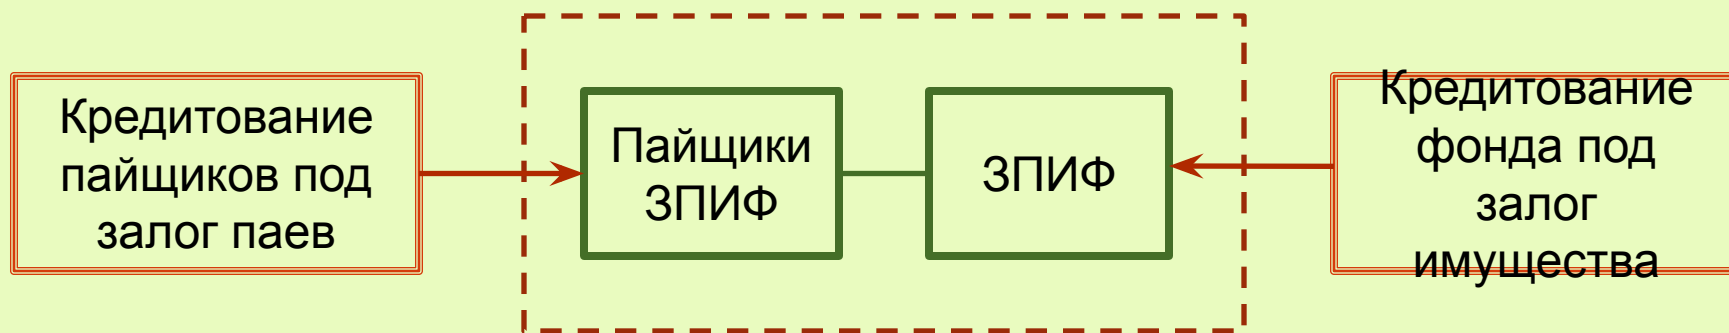 Кредитование
пайщиков под
залог паев
Пайщики
ЗПИФ
ЗПИФ
Кредитование
фонда под
залог
имущества